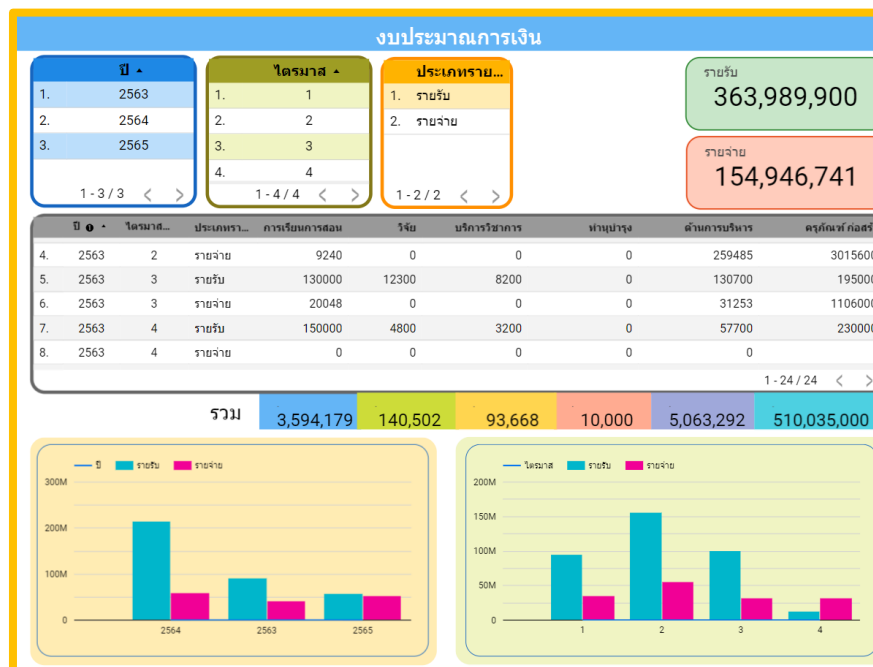 งบประมาณการเงิน
ปี
1. 2563
2. 2564
3. 2565
1 - 3 / 3
ไตรมาส
1. 1
2. 2
3. 3
4. 4
1 - 4 / 4
ประเภทราย...
1. รายรับ
2. รายจ่าย
1 - 2 / 2
รายรับ
363,989,900
รายจ่าย
154,946,741
ปี ไตรมาส... ประเภทรา... การเรียนการสอน วิจัย บริการวิชาการ ทำนุบำรุง ด้านการบริหาร ครุภัณฑ์ ก่อสร้
4. 2563 2 รายจ่าย 9240 0 0 0 259485 3015600
5. 2563 3 รายรับ 130000 12300 8200 0 130700 195000
6. 2563 3 รายจ่าย 20048 0 0 0 31253 1106000
7. 2563 4 รายรับ 150000 4800 3200 0 57700 230000
8. 2563 4 รายจ่าย 0 0 0 0 0
1 - 24 / 24
รวม 3,594,179 140,502 93,668 10,000 5,063,292 510,035,000
ปี รายรับ รายจ่าย
300M
200M
100M
0
2564 2563 2565
ไตรมาส รายรับ รายจ่าย
200M
150M
100M
50M
0
1 2 3 4